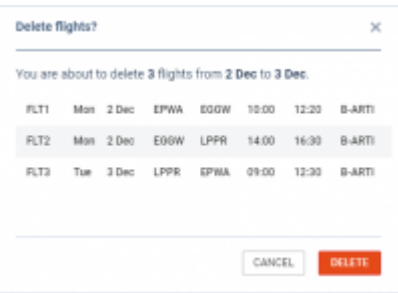 Delete flights?
You are about to delete 3 flights from 2 Dec to 3 Dec.
FLT1 Mon 2 Dec EPWA EGGW 10:00 12:20 B-ARTI
FLT2 Mon 2 Dec EGGW LPPR 14:00 16:30 B-ARTI
FLT3 Tue 3 Dec LPPR EPWA 09:00 12:30 B-ARTI
CANCEL DELETE